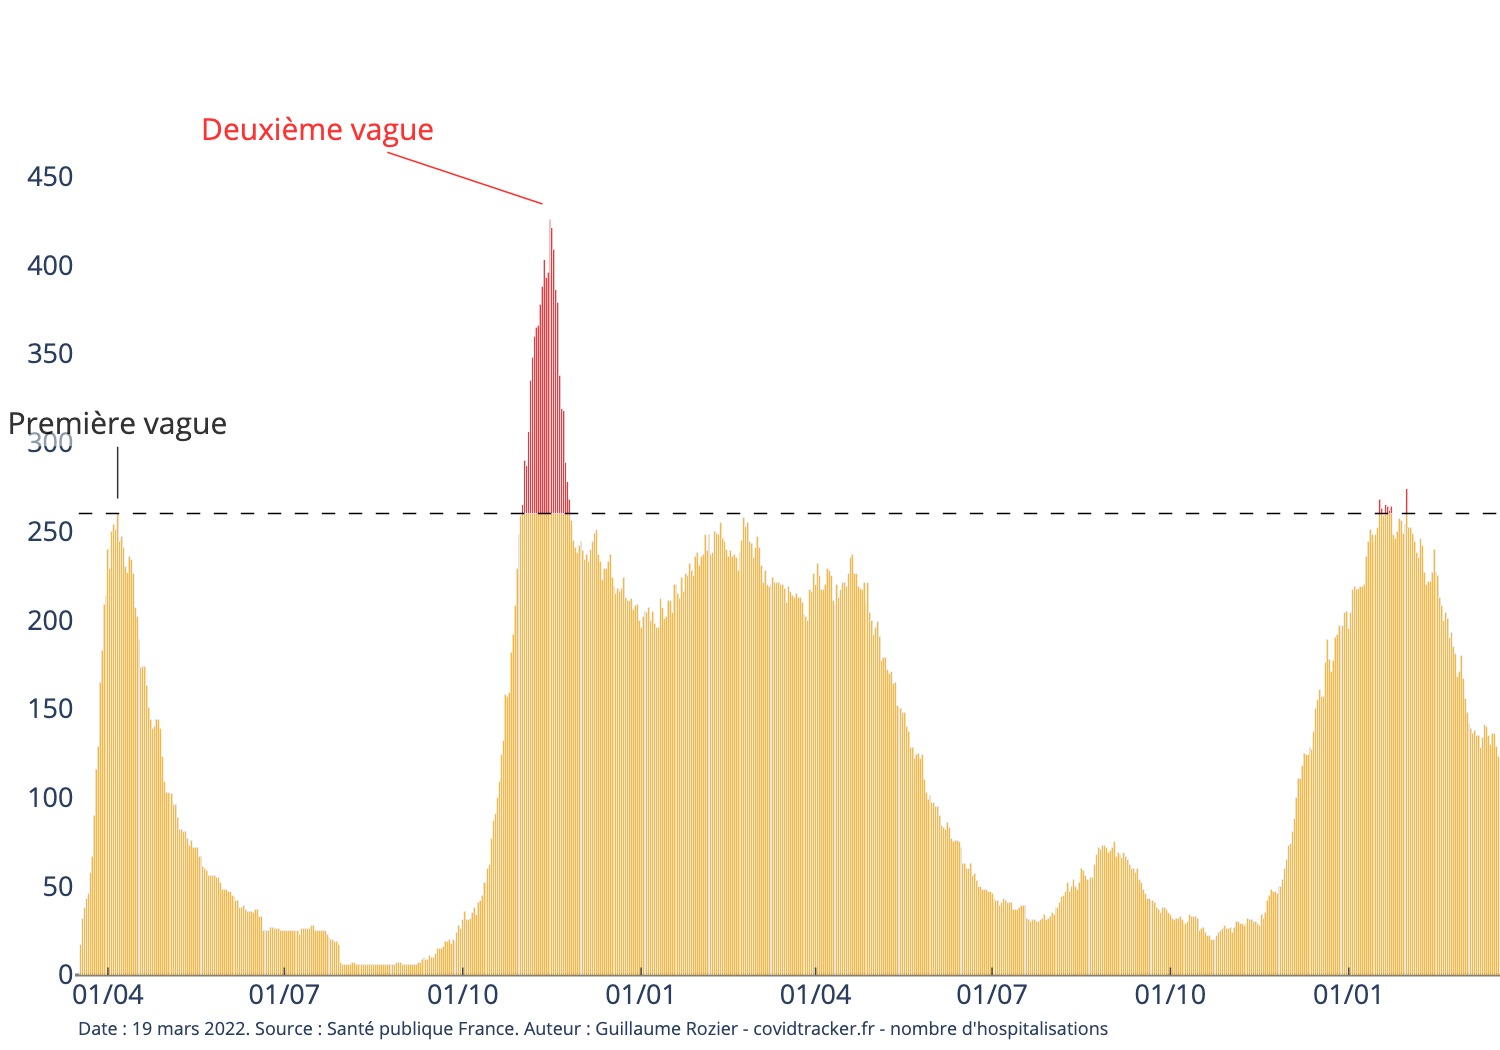 Deuxième vague
450
400
350
Première vague
300
250
200
150
100
50
0
01/04 01/07 01/10 01/01 01/04 01/07 01/10 01/01
Date : 19 mars 2022. Source : Santé publique France. Auteur : Guillaume Rozier - covidtracker.fr - nombre d'hospitalisations